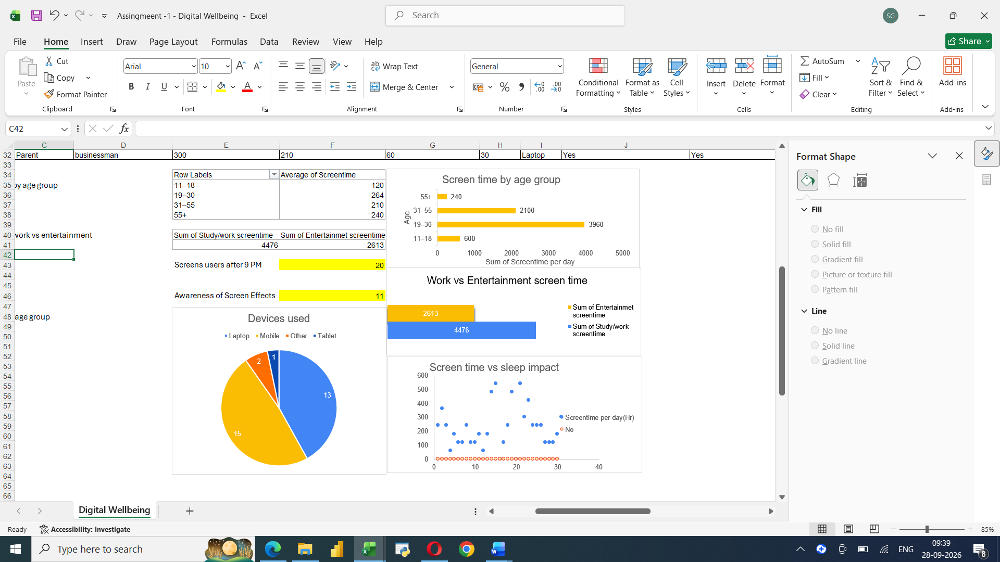 Assingmeent -1 - Digital Wellbeing - Excel
Search
SG
File Home Insert Draw Page Layout Formulas Data Review View Help
Share
Paste
Cut
Copy
Format Painter
Clipboard
Arial 10
B I U A
Font
Wrap Text
Merge & Center
Alignment
General
Number
Conditional Formatting
Format as Table
Cell Styles
Styles
Insert
Delete
Format
Cells
AutoSum
Fill
Clear
Sort & Filter
Find & Select
Editing
Add-ins
Add-ins
C42 fx
C D E F G H I J
32 Parent businessman 300 210 60 30 Laptop Yes Yes
33
34 Row Labels Average of Screentime
35 by age group 11–18 120
36 19–30 264
37 31–55 210
38 55+ 240
39
40 work vs entertainment Sum of Study/work screentime Sum of Entertainmet screentime
41 4476 2613
42
43 Screens users after 9 PM 20
44
45
46 Awareness of Screen Effects 11
47
48 age group
49
50
51
52
53
54
55
56
57
58
59
60
61
62
63
64
65
66
Screen time by age group
Age
55+ 240
31–55 2100
19–30 3960
11–18 600
0 1000 2000 3000 4000 5000
Sum of Screentime per day
Work vs Entertainment screen time
2613
4476
Sum of Entertainmet
screentime
Sum of Study/work
screentime
Devices used
Laptop Mobile Other Tablet
1
2
13
15
Screen time vs sleep impact
600
500
400
300
200
100
0
0 10 20 30 40
Screentime per day(Hr)
No
Format Shape
Fill
No fill
Solid fill
Gradient fill
Picture or texture fill
Pattern fill
Line
No line
Solid line
Gradient line
Digital Wellbeing
Ready Accessibility: Investigate 85%
Type here to search
ENG
09:39
28-09-2026
8